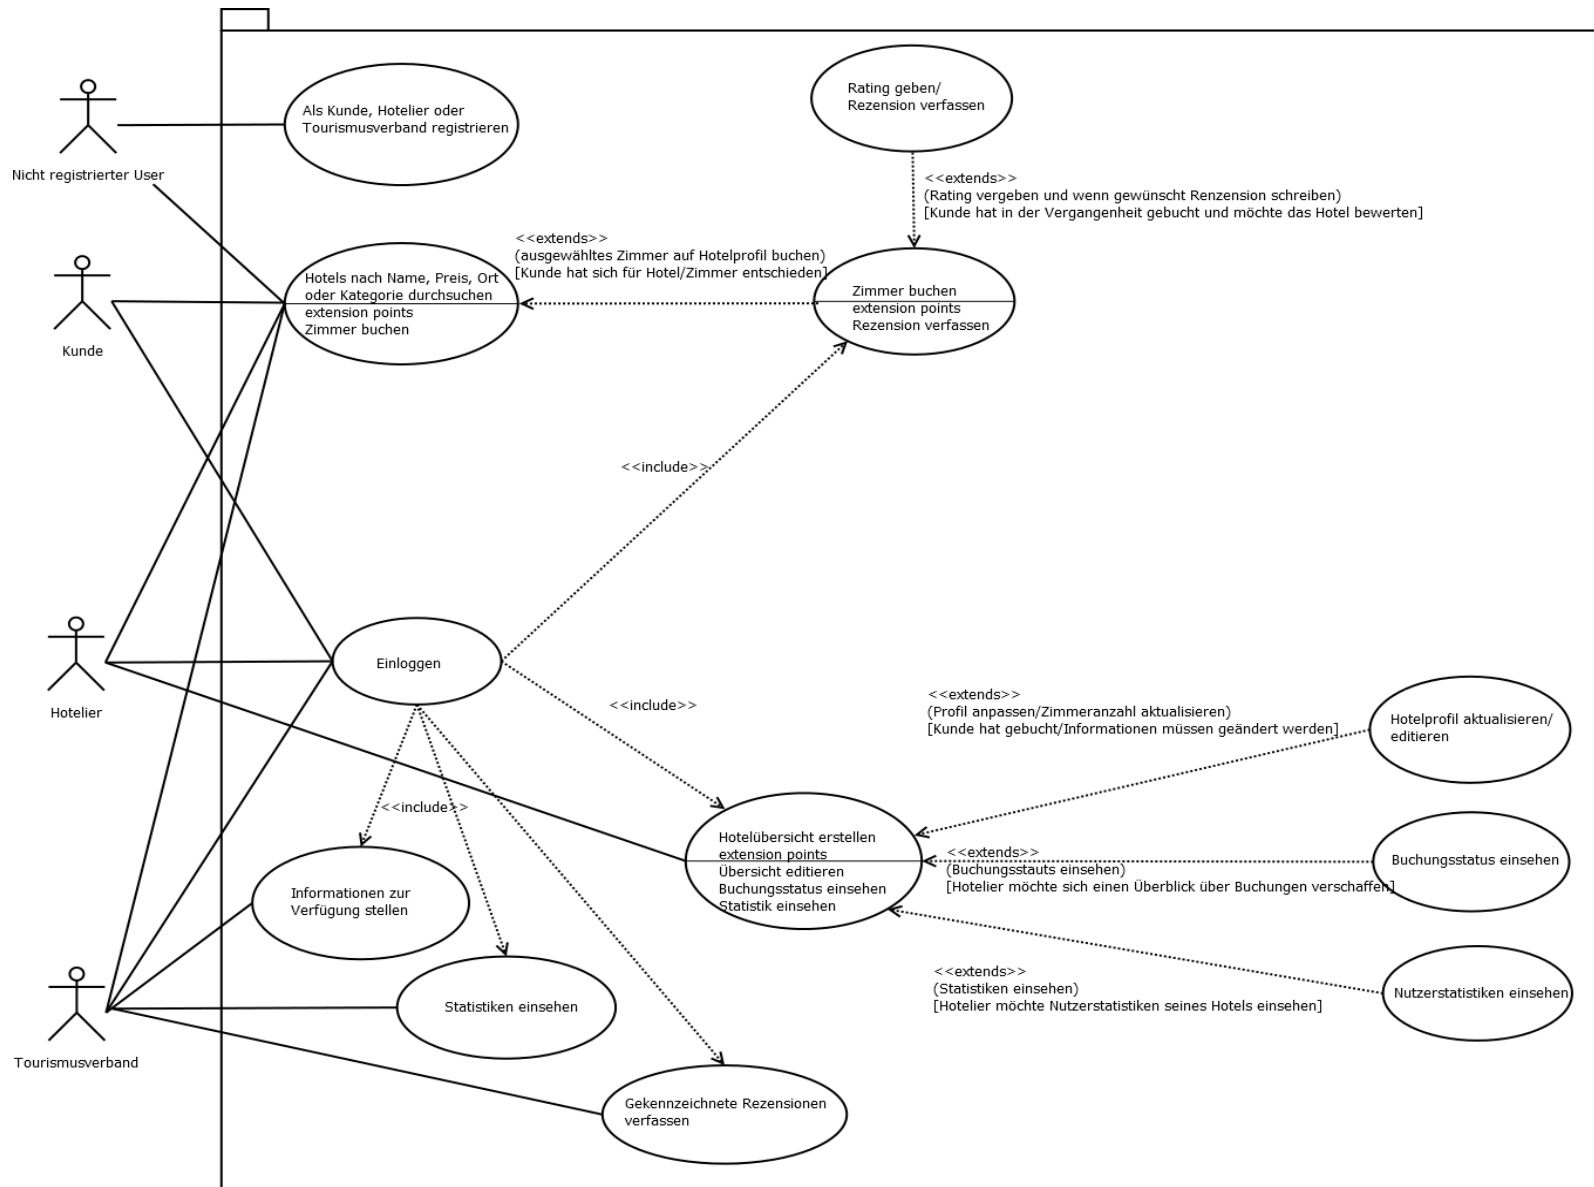 Als Kunde, Hotelier oder
Tourismusverband registrieren
Rating geben/
Rezension verfassen
Nicht registrierter User
<<extends>>
(Rating vergeben und wenn gewünscht Renzension schreiben)
[Kunde hat in der Vergangenheit gebucht und möchte das Hotel bewerten]
<<extends>>
(ausgewähltes Zimmer auf Hotelprofil buchen)
[Kunde hat sich für Hotel/Zimmer entschieden]
Hotels nach Name, Preis, Ort
oder Kategorie durchsuchen
extension points
Zimmer buchen
Zimmer buchen
extension points
Rezension verfassen
Kunde
<<include>>
Einloggen
Hotelier
<<include>>
<<extends>>
(Profil anpassen/Zimmeranzahl aktualisieren)
[Kunde hat gebucht/Informationen müssen geändert werden]
Hotelprofil aktualisieren/
editieren
<<include>>
Hotelübersicht erstellen
extension points
Übersicht editieren
Buchungsstatus einsehen
Statistik einsehen
<<extends>>
(Buchungsstauts einsehen)
[Hotelier möchte sich einen Überblick über Buchungen verschaffen]
Buchungsstatus einsehen
Informationen zur
Verfügung stellen
<<extends>>
(Statistiken einsehen)
[Hotelier möchte Nutzerstatistiken seines Hotels einsehen]
Nutzerstatistiken einsehen
Statistiken einsehen
Tourismusverband
Gekennzeichnete Rezensionen
verfassen